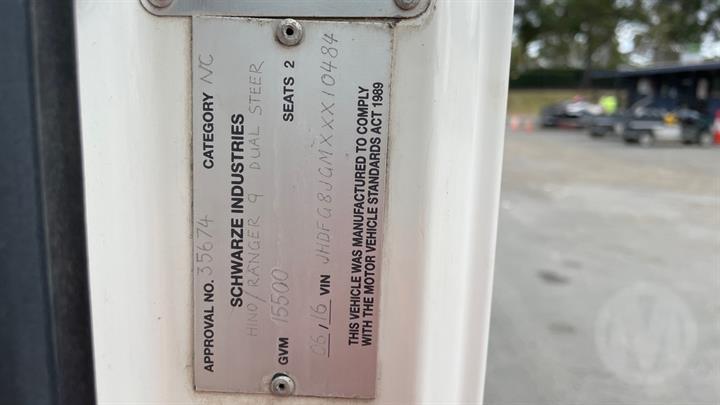 APPROVAL NO. 35674 CATEGORY NC
SCHWARZE INDUSTRIES
HINO/RANGER 9 DUAL STEER
GVM 15500 SEATS 2
06,16 VIN JHDFG8JGMXXX10484
THIS VEHICLE WAS MANUFACTURED TO COMPLY
WITH THE MOTOR VEHICLE STANDARDS ACT 1989
M